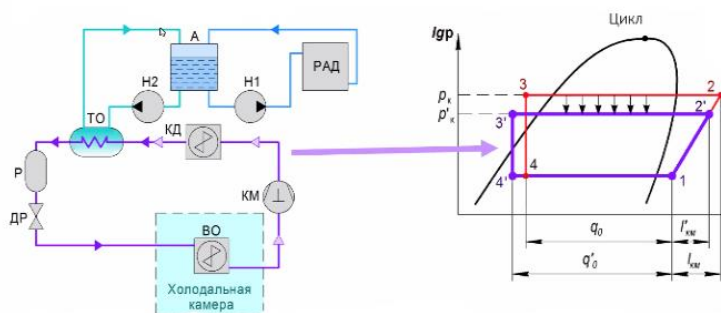 А
Н2
Н1
РАД
ТО
КД
Р
КМ
ДР
ВО
Холодальная
камера
Цикл
lgp
3
2
pк
p'к
3'
2'
4
4'
1
q0
l'км
q'0
lкм